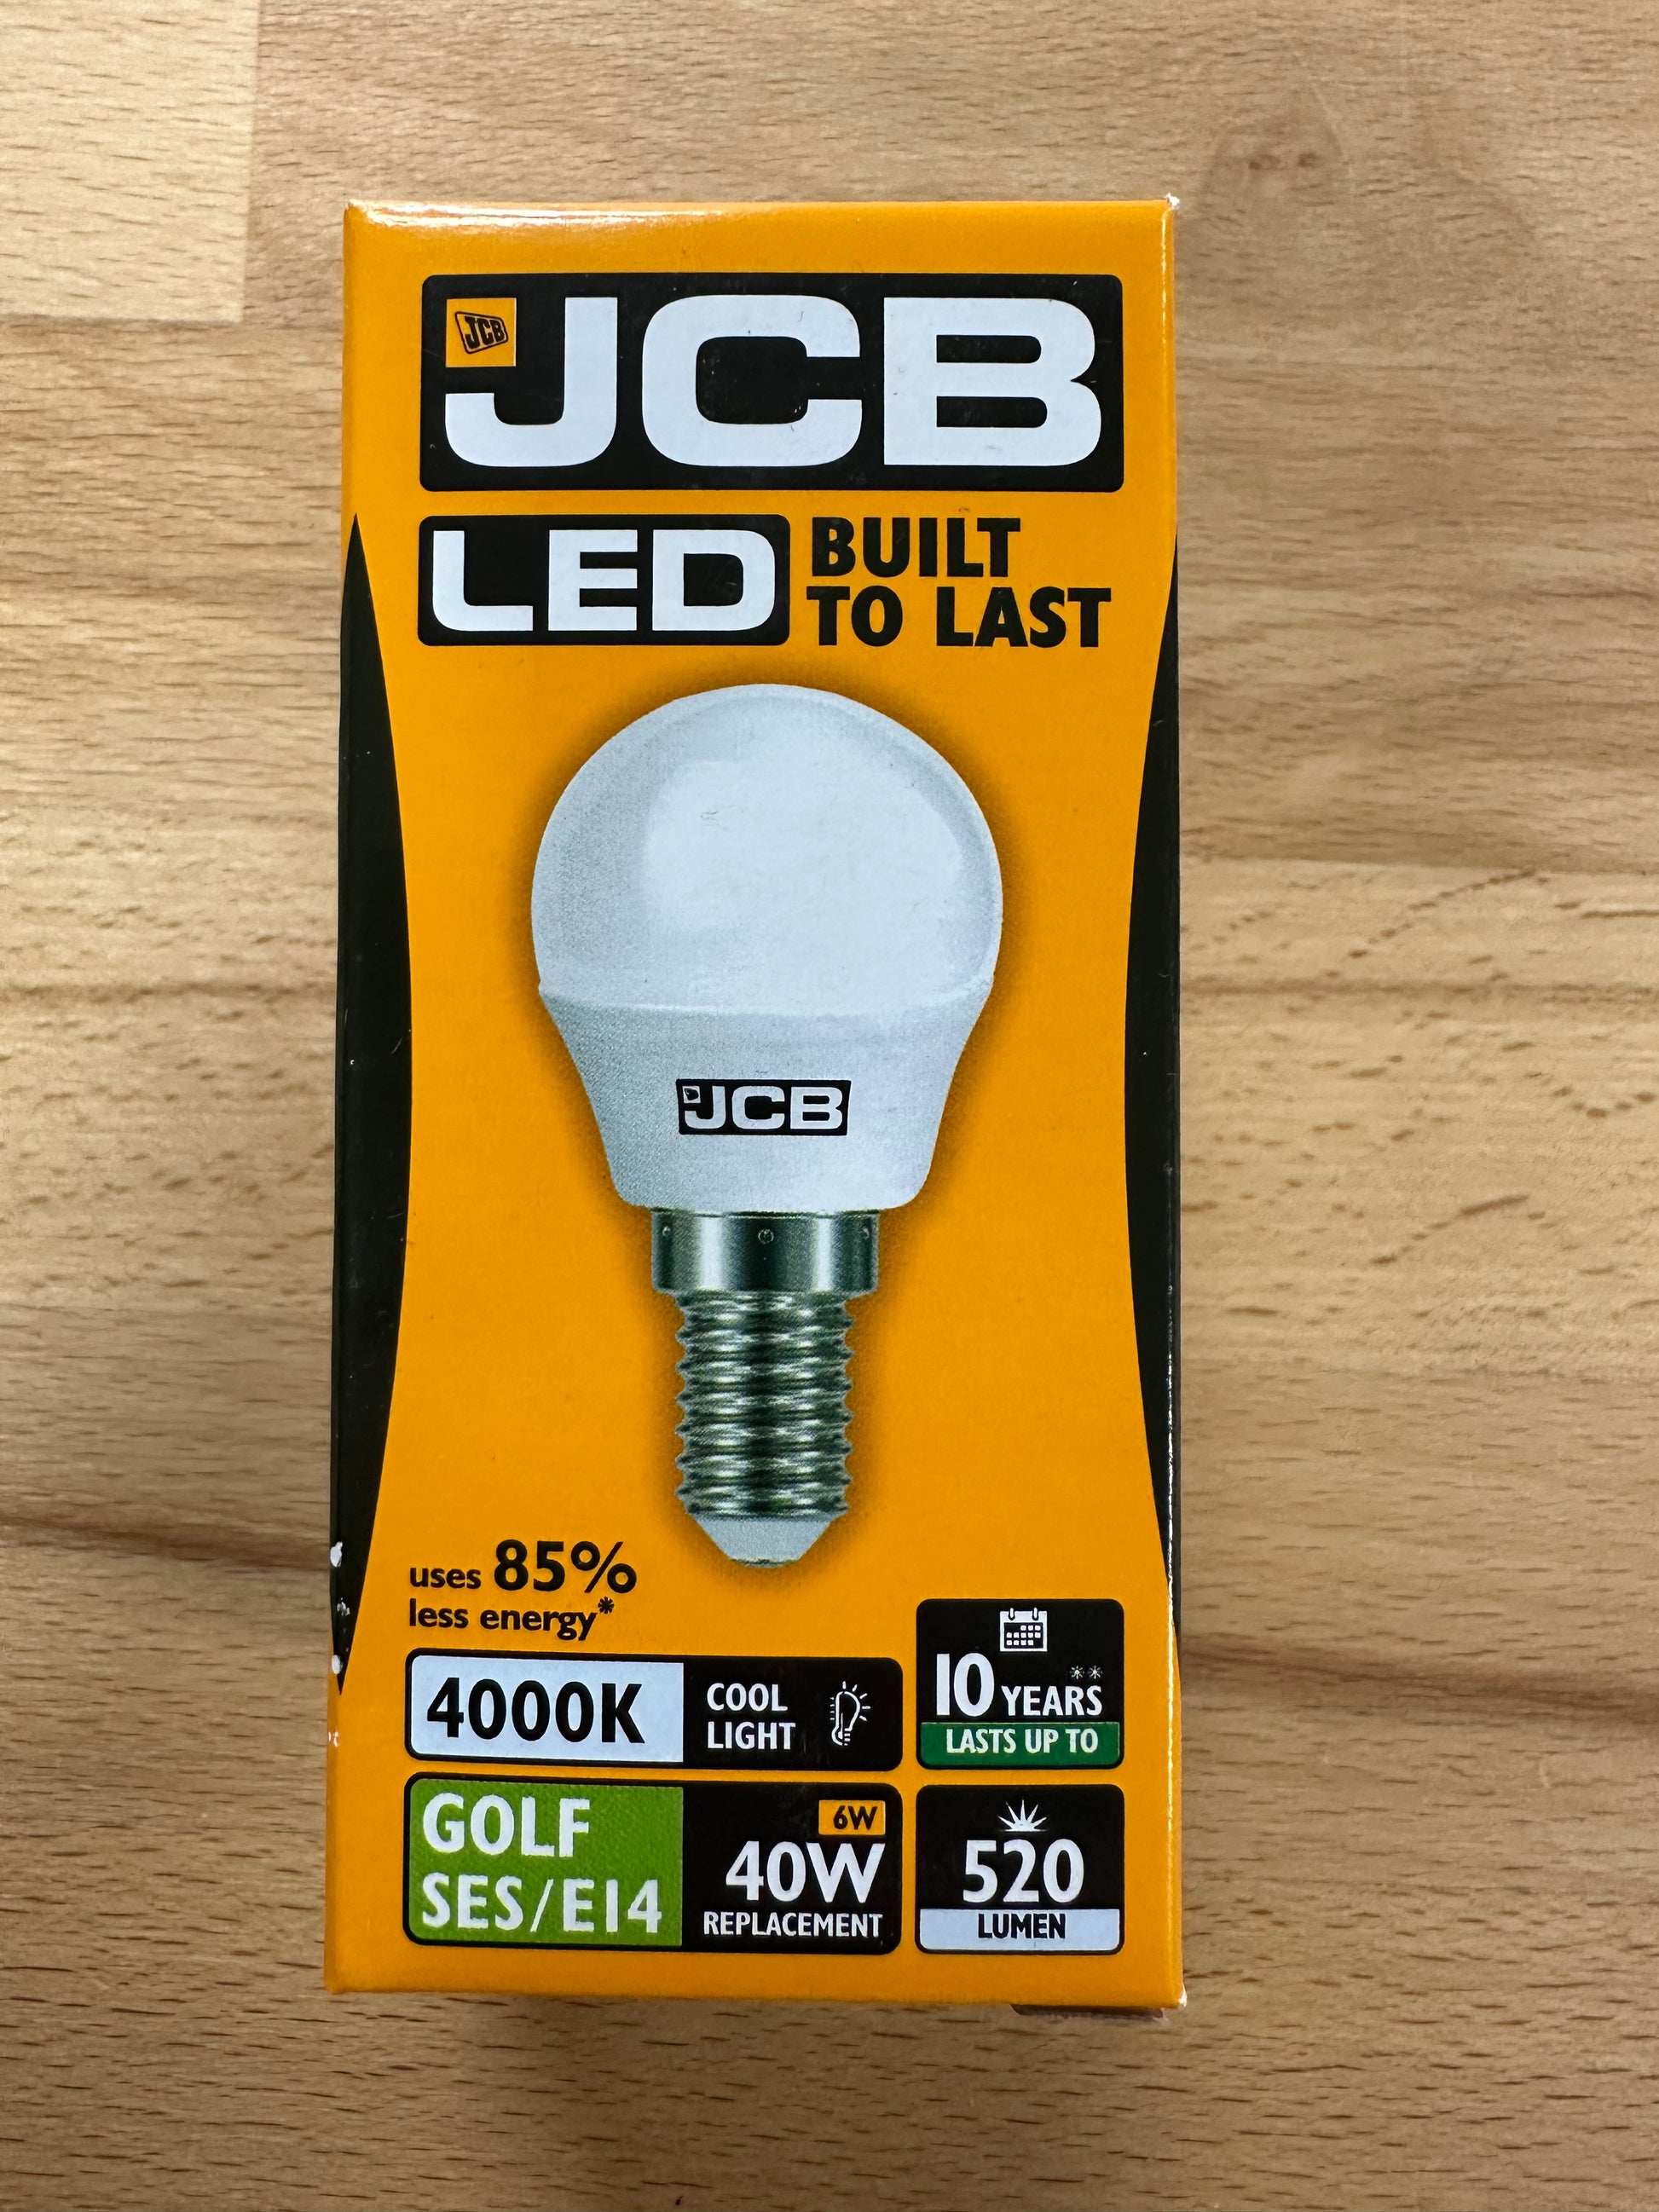 JCB
JCB
LED
BUILT
TO LAST
JCB
uses 85%
less energy*
4000K
COOL
LIGHT
10 YEARS**
LASTS UP TO
GOLF
SES/E14
6W
40W
REPLACEMENT
520
LUMEN